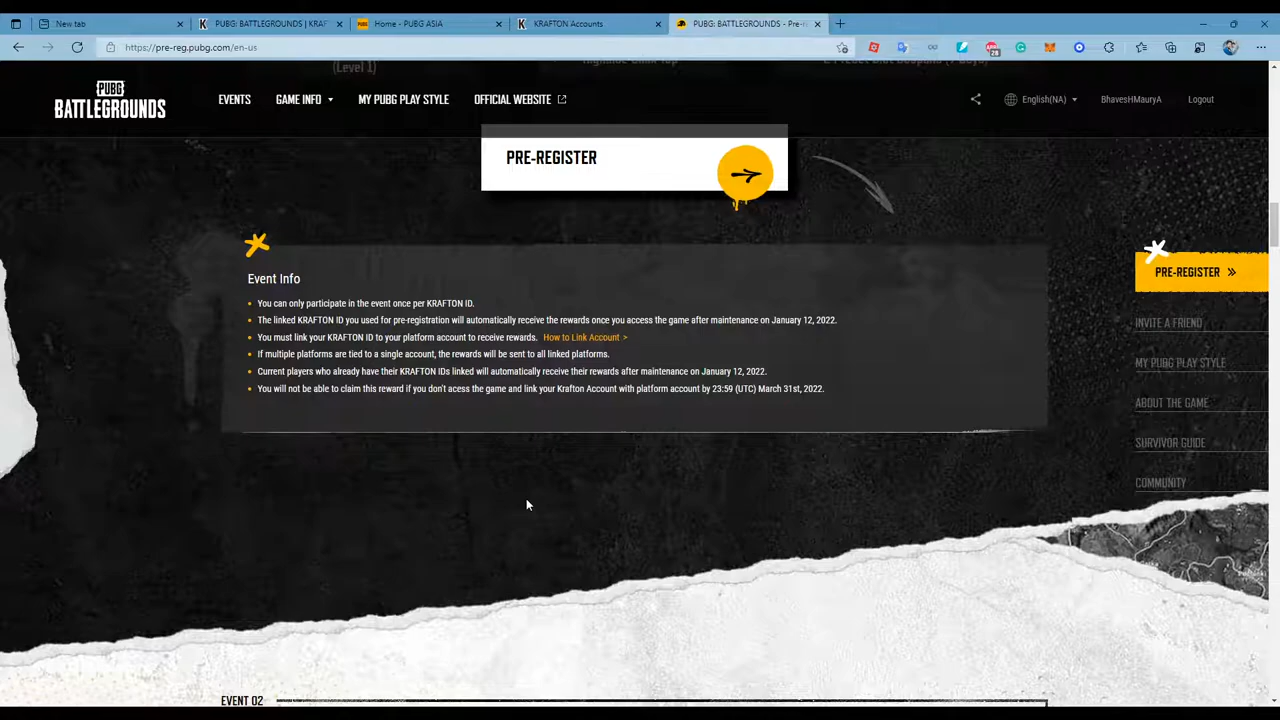 New tab
PUBG: BATTLEGROUNDS | KRAF
Home - PUBG ASIA
KRAFTON Accounts
PUBG: BATTLEGROUNDS - Pre-r
https://pre-reg.pubg.com/en-us
28
(Level 1)
PUBG
BATTLEGROUNDS
EVENTS
GAME INFO
MY PUBG PLAY STYLE
OFFICIAL WEBSITE
English(NA)
BhavesHMauryA
Logout
PRE-REGISTER
Event Info
You can only participate in the event once per KRAFTON ID.
The linked KRAFTON ID you used for pre-registration will automatically receive the rewards once you access the game after maintenance on January 12, 2022.
You must link your KRAFTON ID to your platform account to receive rewards. How to Link Account >
If multiple platforms are tied to a single account, the rewards will be sent to all linked platforms.
Current players who already have their KRAFTON IDs linked will automatically receive their rewards after maintenance on January 12, 2022.
You will not be able to claim this reward if you don't acess the game and link your Krafton Account with platform account by 23:59 (UTC) March 31st, 2022.
PRE-REGISTER »
INVITE A FRIEND
MY PUBG PLAY STYLE
ABOUT THE GAME
SURVIVOR GUIDE
COMMUNITY
EVENT 02